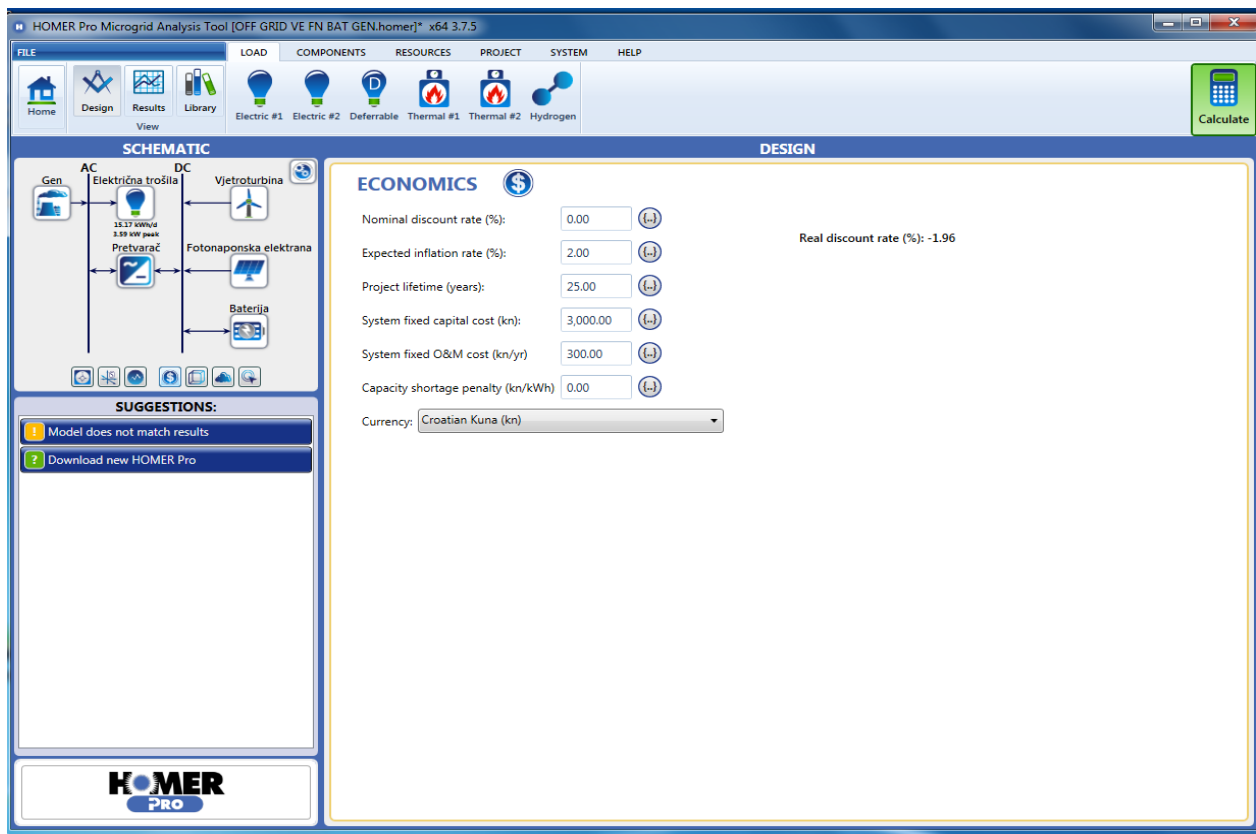 HOMER Pro Microgrid Analysis Tool [OFF GRID VE FN BAT GEN.homer]* x64 3.7.5
FILE
LOAD COMPONENTS RESOURCES PROJECT SYSTEM HELP
Home
Design Results Library
View
Electric #1 Electric #2 Deferrable Thermal #1 Thermal #2 Hydrogen
D
Calculate
SCHEMATIC
AC DC
Gen Električna trošila Vjetroturbina
15.17 kWh/d
3.59 kW peak
Pretvarač Fotonaponska elektrana
Baterija
SUGGESTIONS:
! Model does not match results
? Download new HOMER Pro
HOMER
PRO
DESIGN
ECONOMICS $
Nominal discount rate (%): 0.00 {..}
Real discount rate (%): -1.96
Expected inflation rate (%): 2.00 {..}
Project lifetime (years): 25.00 {..}
System fixed capital cost (kn): 3,000.00 {..}
System fixed O&M cost (kn/yr) 300.00 {..}
Capacity shortage penalty (kn/kWh) 0.00 {..}
Currency: Croatian Kuna (kn)